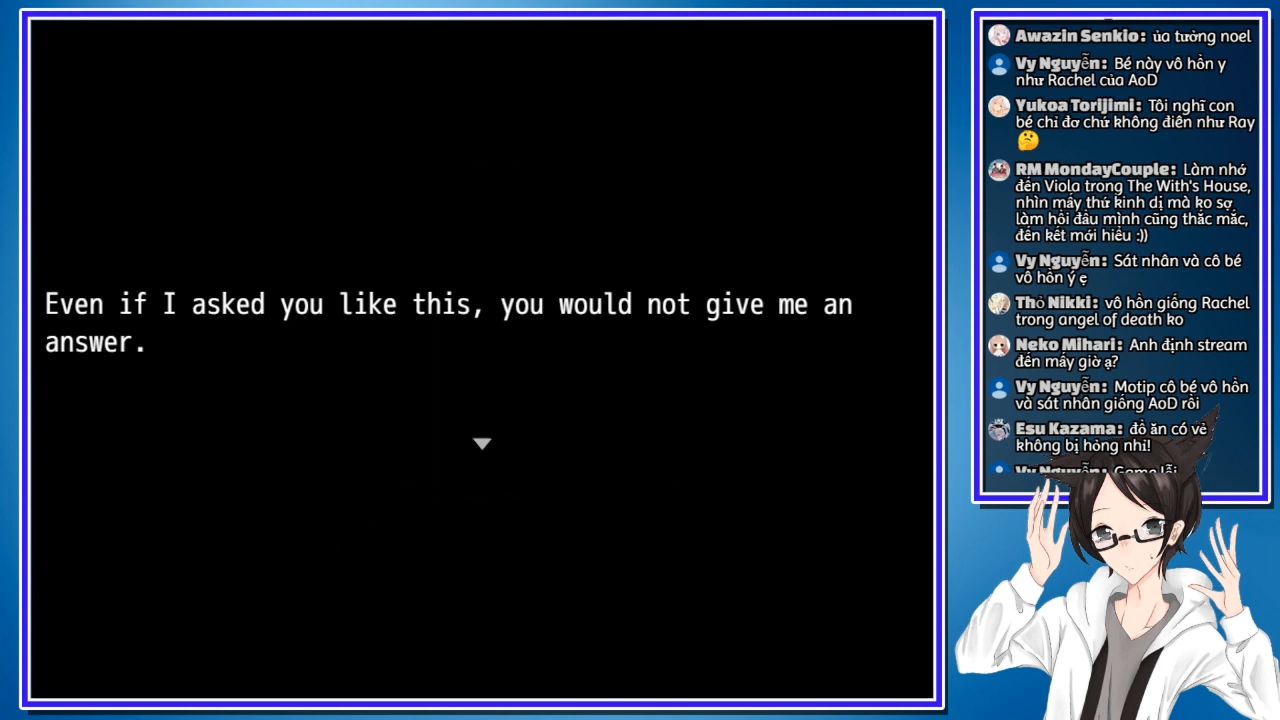 Even if I asked you like this, you would not give me an
answer.
Awazin Senkio: ủa tưởng noel
Vy Nguyễn: Bé này vô hồn y
như Rachel của AoD
Yukoa Torijimi: Tôi nghĩ con
bé chỉ đơ chứ không điên như Ray
🤔
RM MondayCouple: Làm nhớ
đến Viola trong The With's House,
nhìn mấy thứ kinh dị mà ko sợ,
làm hồi đầu mình cũng thắc mắc,
đến kết mới hiểu :))
Vy Nguyễn: Sát nhân và cô bé
vô hồn ý ẹ
Thỏ Nikki: vô hồn giống Rachel
trong angel of death ko
Neko Mihari: Anh định stream
đến mấy giờ ạ?
Vy Nguyễn: Motip cô bé vô hồn
và sát nhân giống AoD rồi
Esu Kazama: đồ ăn có vẻ
không bị hỏng nhỉ!
Vy Nguyễn: Game lỗi